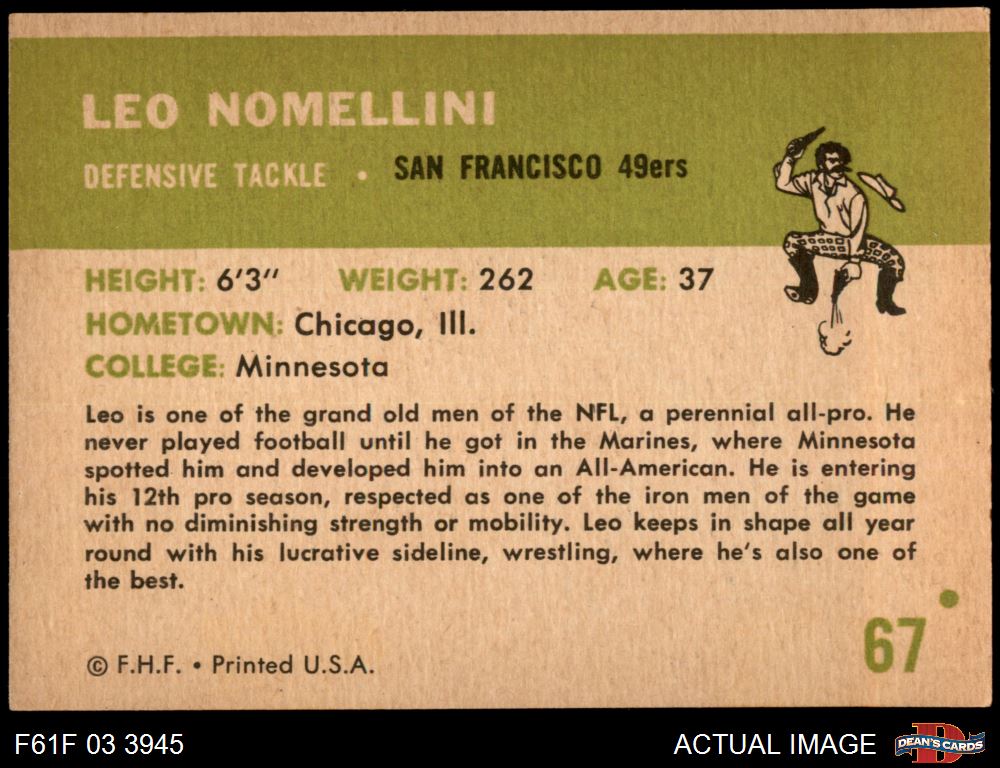 LEO NOMELLINI
DEFENSIVE TACKLE • SAN FRANCISCO 49ers
HEIGHT: 6'3" WEIGHT: 262 AGE: 37
HOMETOWN: Chicago, Ill.
COLLEGE: Minnesota
Leo is one of the grand old men of the NFL, a perennial all-pro. He
never played football until he got in the Marines, where Minnesota
spotted him and developed him into an All-American. He is entering
his 12th pro season, respected as one of the iron men of the game
with no diminishing strength or mobility. Leo keeps in shape all year
round with his lucrative sideline, wrestling, where he's also one of
the best.
67
© F.H.F. • Printed U.S.A.
F61F 03 3945 ACTUAL IMAGE D DEAN'S CARDS